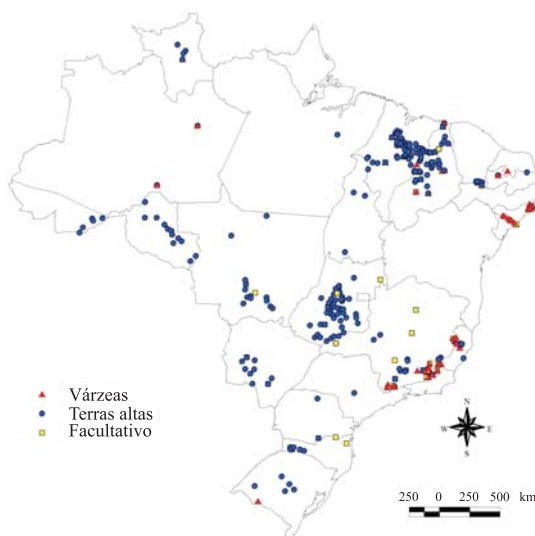 Várzeas
Terras altas
Facultativo
N
W E
S
250 0 250 500 km